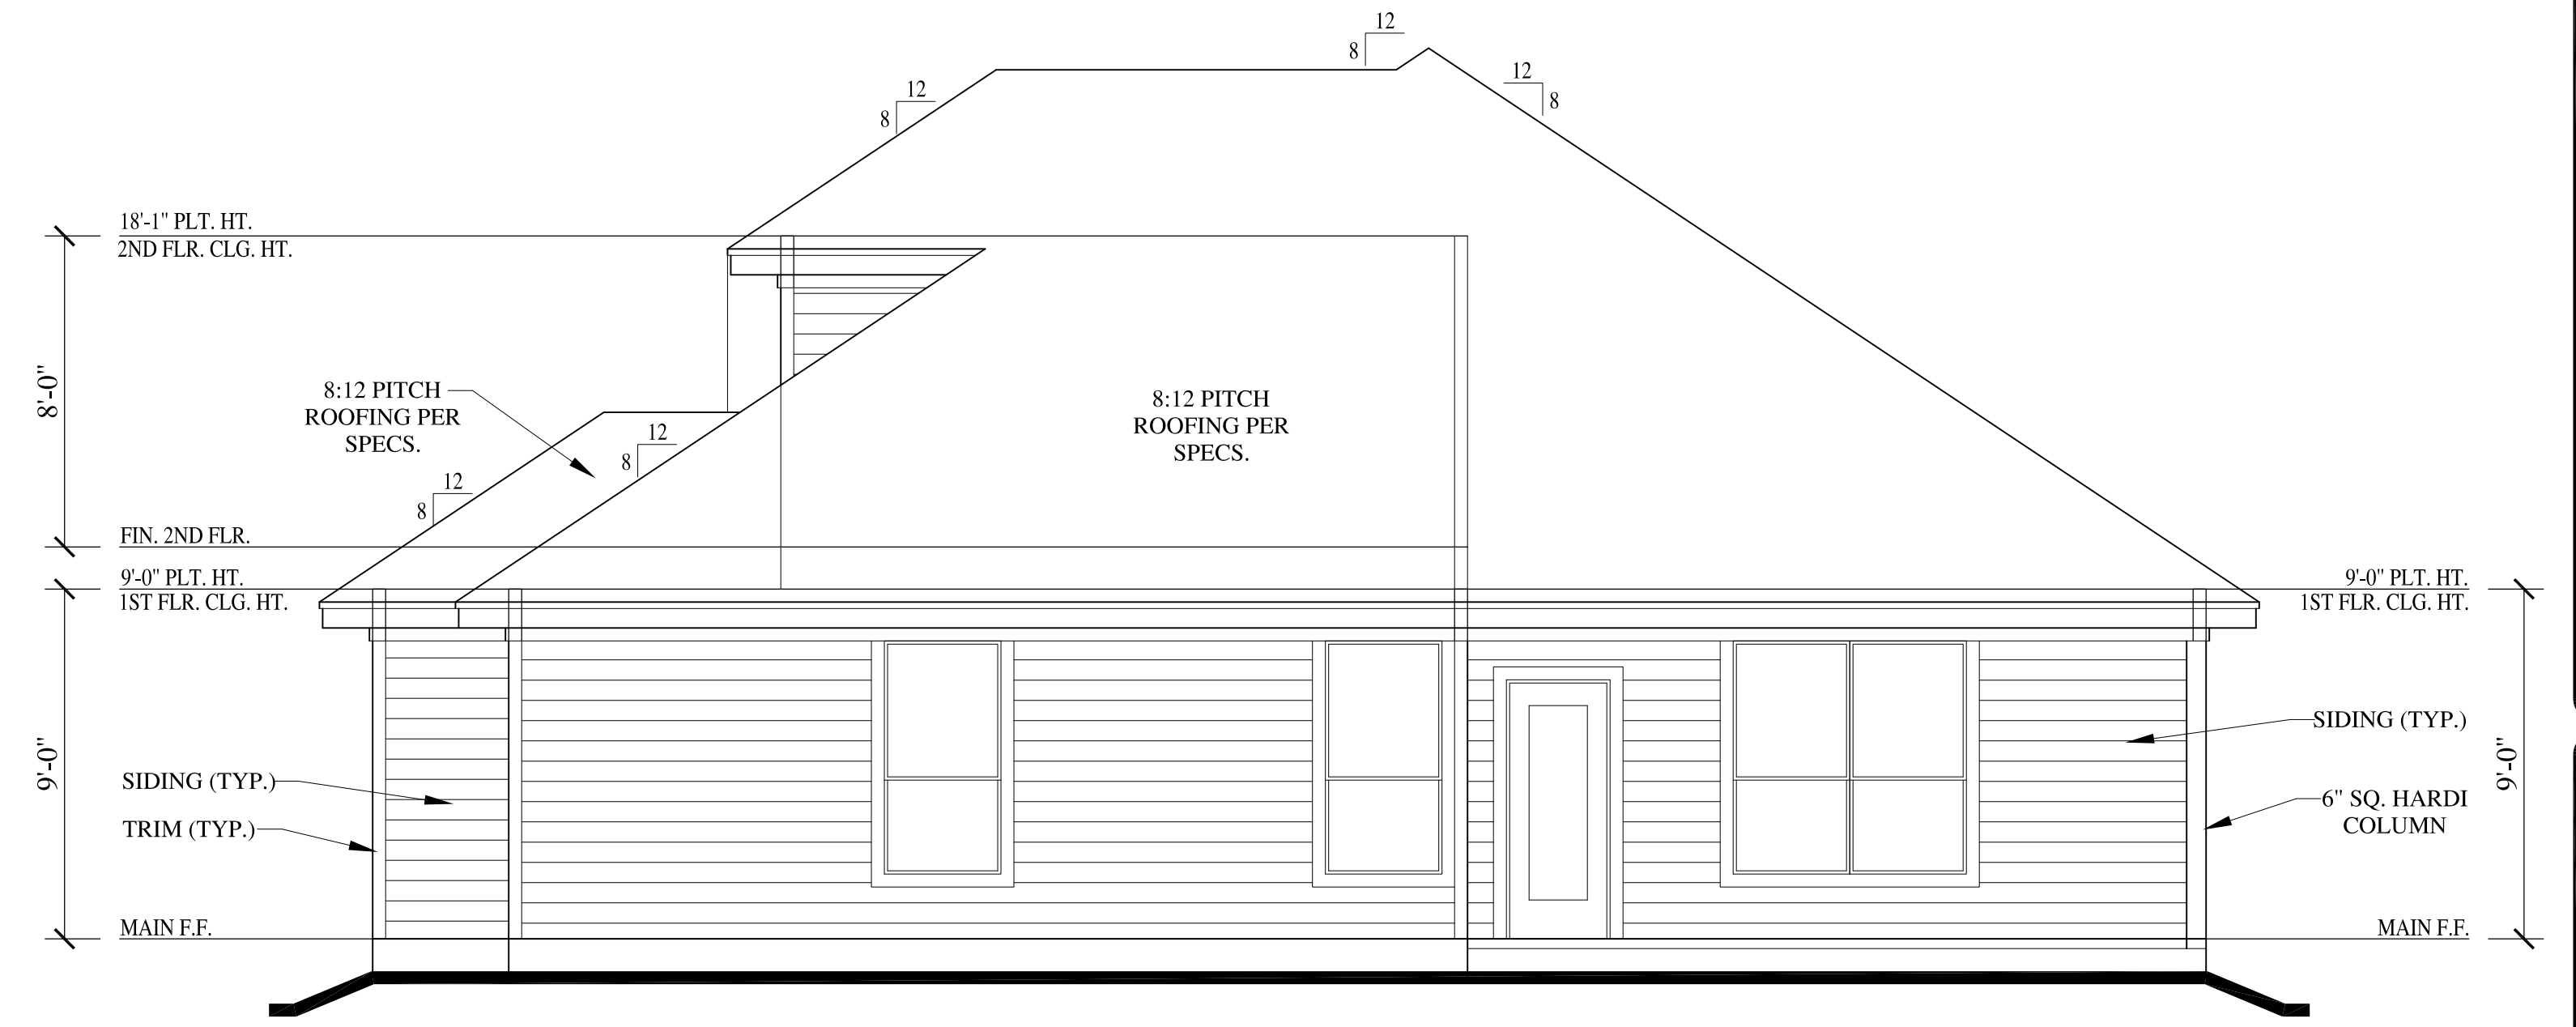 12
8
12
8
12
8
18'-1" PLT. HT.
2ND FLR. CLG. HT.
8'-0"
8:12 PITCH
ROOFING PER
SPECS.
8:12 PITCH
ROOFING PER
SPECS.
12
8
12
8
FIN. 2ND FLR.
9'-0" PLT. HT.
1ST FLR. CLG. HT.
9'-0" PLT. HT.
1ST FLR. CLG. HT.
9'-0"
SIDING (TYP.)
TRIM (TYP.)
SIDING (TYP.)
9'-0"
6" SQ. HARDI
COLUMN
MAIN F.F.
MAIN F.F.